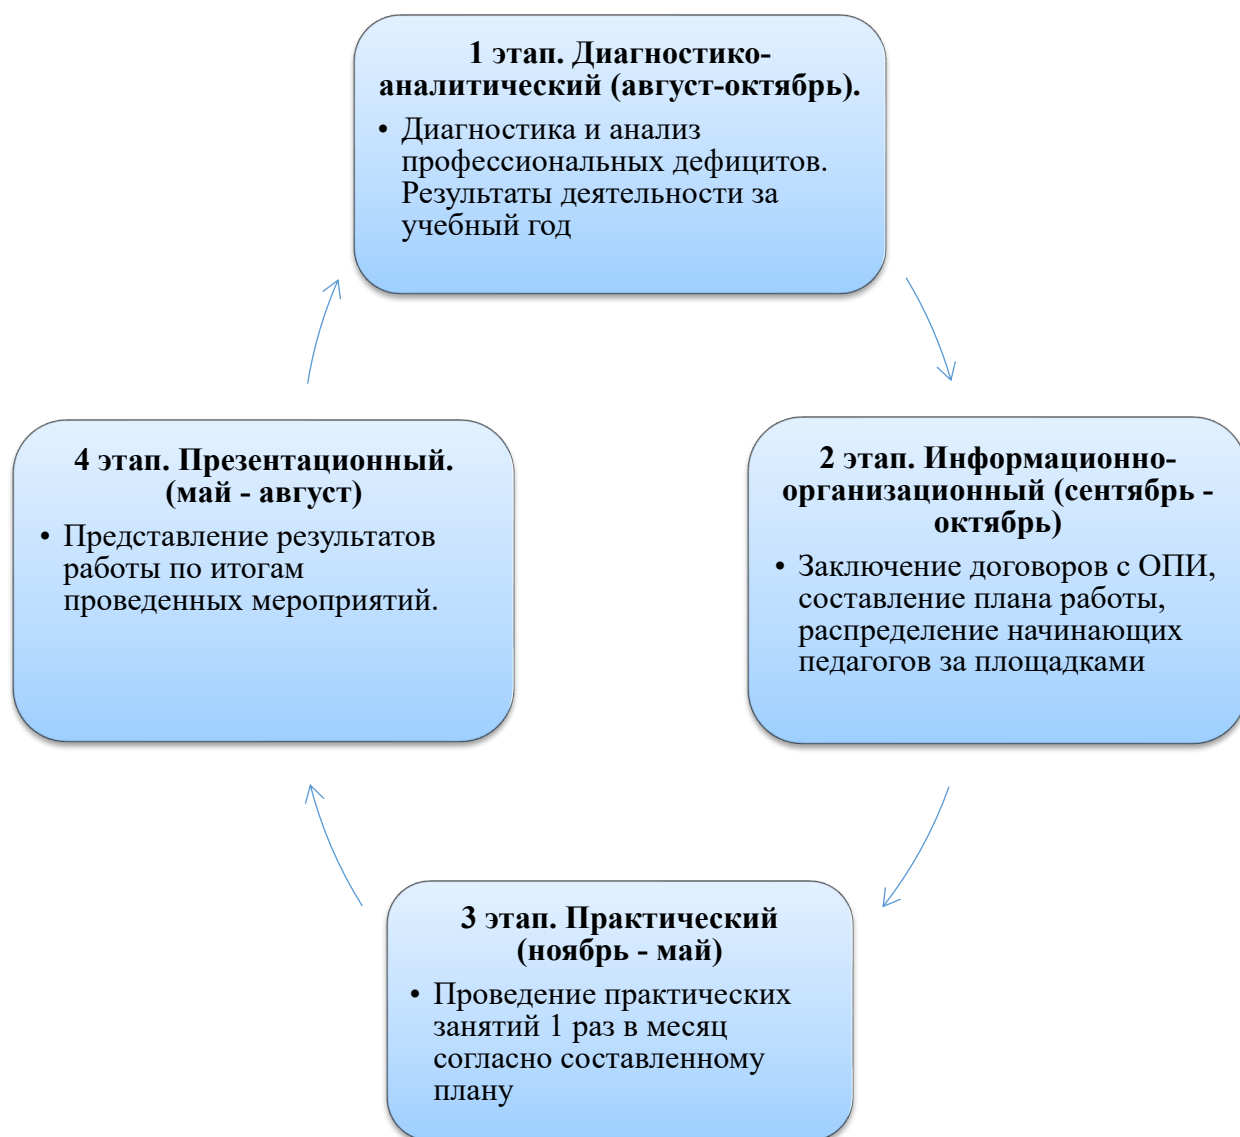 1 этап. Диагностико-
аналитический (август-октябрь).
• Диагностика и анализ
профессиональных дефицитов.
Результаты деятельности за
учебный год
2 этап. Информационно-
организационный (сентябрь -
октябрь)
• Заключение договоров с ОПИ,
составление плана работы,
распределение начинающих
педагогов за площадками
3 этап. Практический
(ноябрь - май)
• Проведение практических
занятий 1 раз в месяц
согласно составленному
плану
4 этап. Презентационный.
(май - август)
• Представление результатов
работы по итогам
проведенных мероприятий.